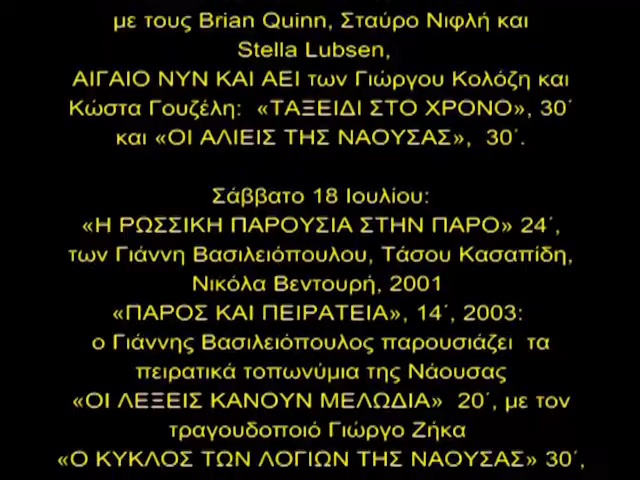 με τους Brian Quinn, Σταύρο Νιφλή και
Stella Lubsen,
ΑΙΓΑΙΟ ΝΥΝ ΚΑΙ ΑΕΙ των Γιώργου Κολόζη και
Κώστα Γουζέλη:  «ΤΑΞΕΙΔΙ ΣΤΟ ΧΡΟΝΟ», 30΄
και «ΟΙ ΑΛΙΕΙΣ ΤΗΣ ΝΑΟΥΣΑΣ»,  30΄.
Σάββατο 18 Ιουλίου:
«Η ΡΩΣΣΙΚΗ ΠΑΡΟΥΣΙΑ ΣΤΗΝ ΠΑΡΟ» 24΄,
των Γιάννη Βασιλειόπουλου, Τάσου Κασαπίδη,
Νικόλα Βεντουρή, 2001
«ΠΑΡΟΣ ΚΑΙ ΠΕΙΡΑΤΕΙΑ», 14΄, 2003:
ο Γιάννης Βασιλειόπουλος παρουσιάζει  τα
πειρατικά τοπωνύμια της Νάουσας
«ΟΙ ΛΕΞΕΙΣ ΚΑΝΟΥΝ ΜΕΛΩΔΙΑ»  20΄, με τον
τραγουδοποιό Γιώργο Ζήκα
«Ο ΚΥΚΛΟΣ ΤΩΝ ΛΟΓΙΩΝ ΤΗΣ ΝΑΟΥΣΑΣ» 30΄,